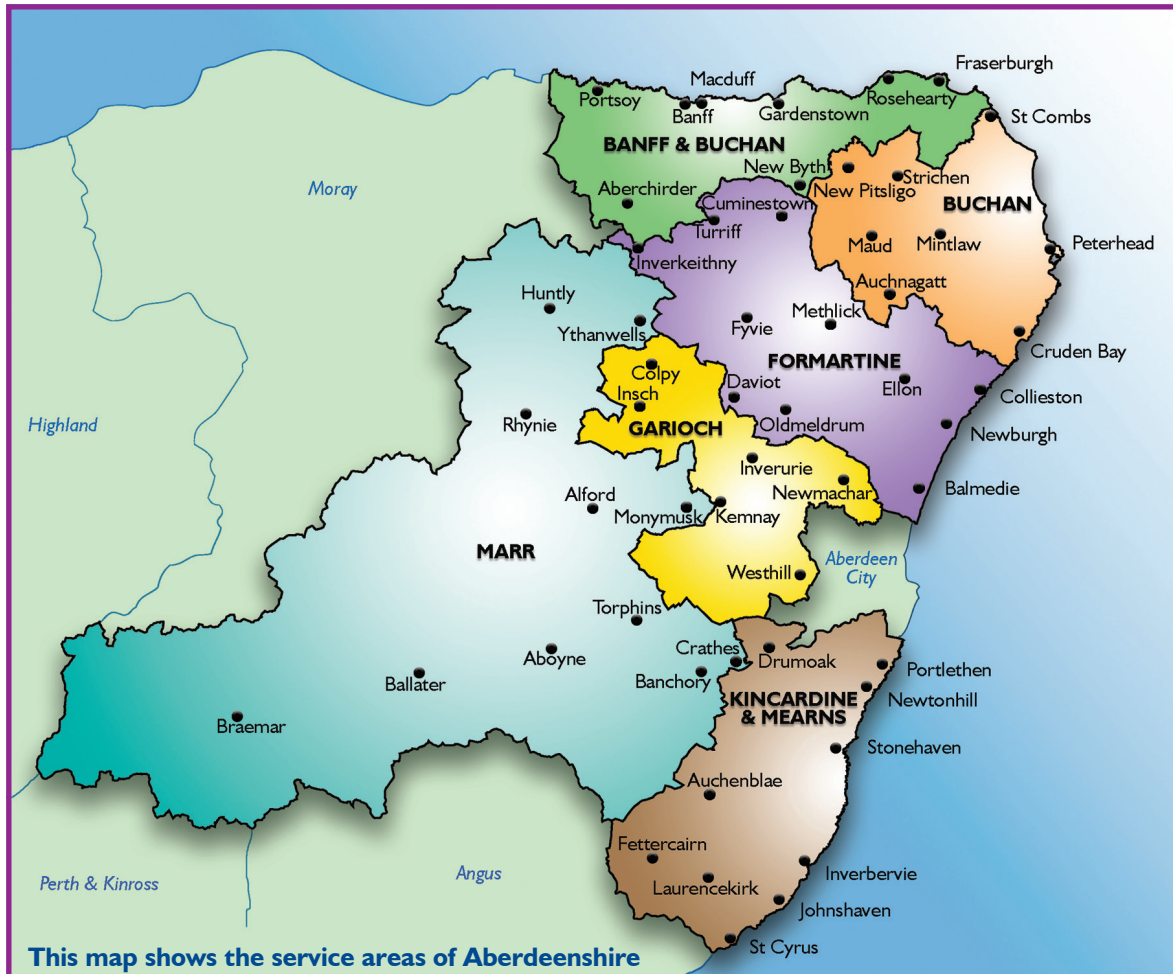 Fraserburgh
Macduff
Rosehearty
Portsoy
Banff
Gardenstown
St Combs
BANFF & BUCHAN
New Byth
Strichen
New Pitsligo
Moray
Aberchirder
Cuminestown
BUCHAN
Turriff
Maud
Mintlaw
Peterhead
Inverkeithny
Auchnagatt
Huntly
Methlick
Fyvie
Ythanwells
Cruden Bay
FORMARTINE
Colpy
Daviot
Ellon
Collieston
Insch
Highland
Rhynie
GARIOCH
Oldmeldrum
Newburgh
Inverurie
Newmachar
Balmedie
Alford
Monymusk
Kemnay
MARR
Westhill
Aberdeen
City
Torphins
Crathes
Drumoak
Portlethen
Aboyne
Ballater
Banchory
KINCARDINE
& MEARNS
Newtonhill
Braemar
Stonehaven
Auchenblae
Fettercairn
Inverbervie
Perth & Kinross
Angus
Laurencekirk
Johnshaven
St Cyrus
This map shows the service areas of Aberdeenshire